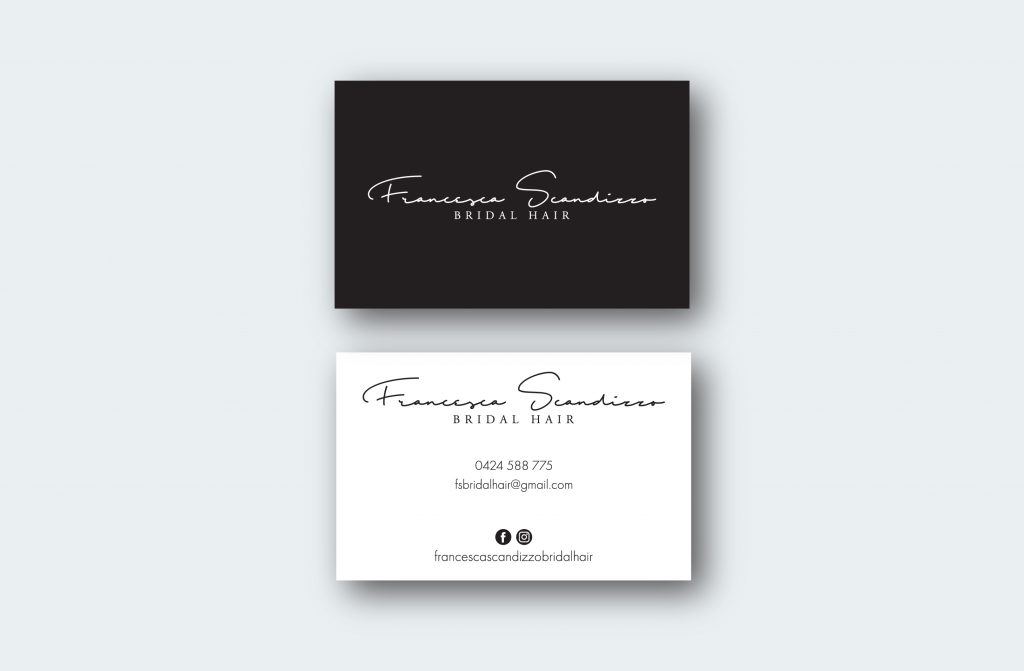 Francesca Scandizzo
BRIDAL HAIR
Francesca Scandizzo
BRIDAL HAIR
0424 588 775
fsbridalhair@gmail.com
francescascandizzobridalhair